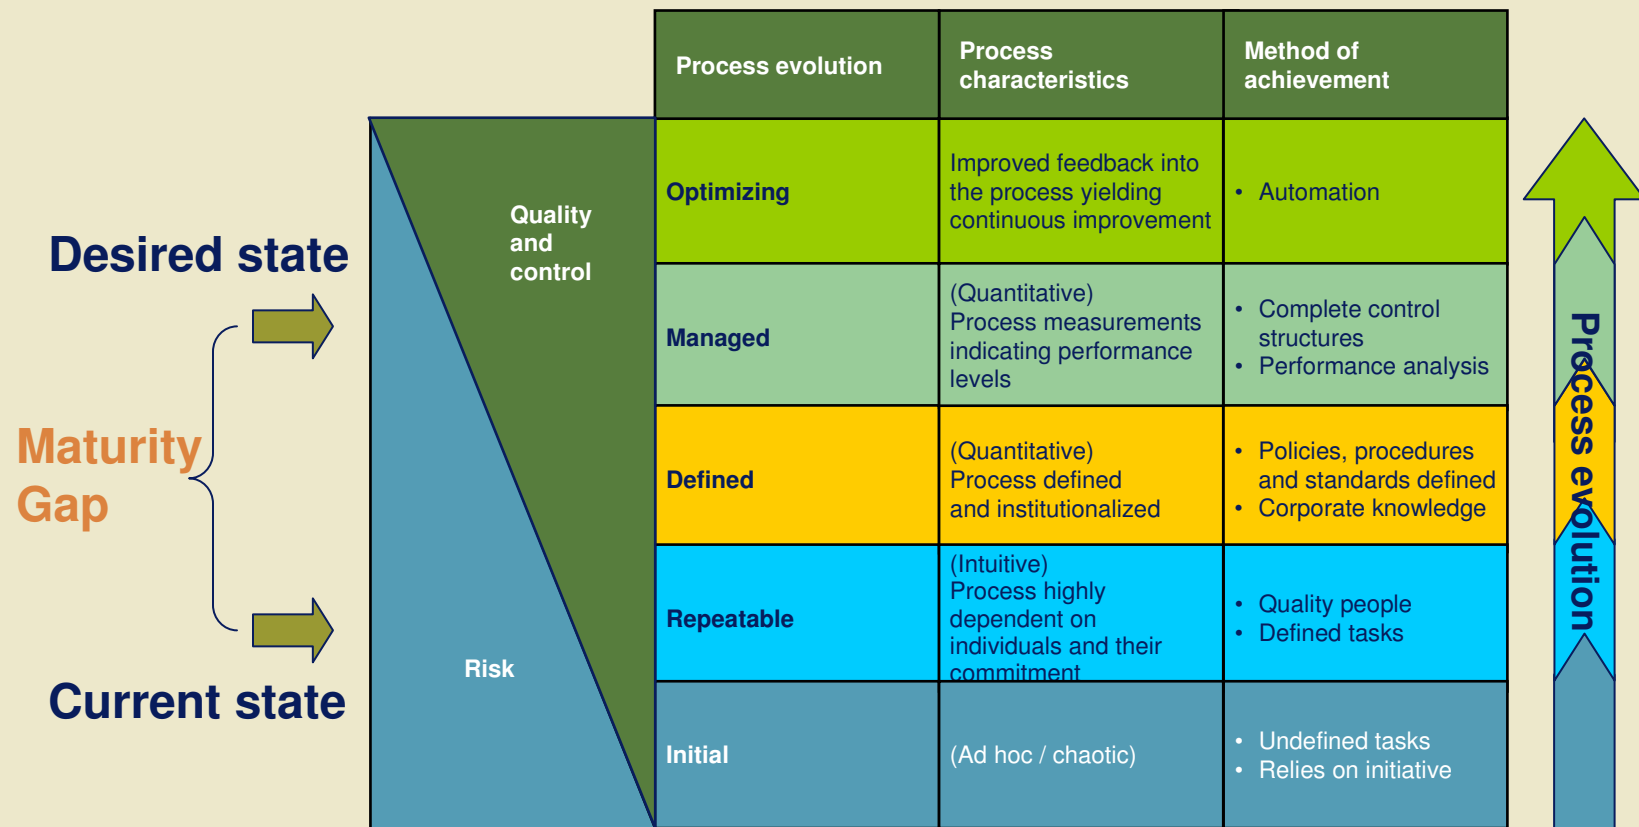 Process evolution
Process
characteristics
Method of
achievement
Optimizing
Improved feedback into
the process yielding
continuous improvement
• Automation
Quality
and
control
Desired state
Managed
(Quantitative)
Process measurements
indicating performance
levels
• Complete control
structures
• Performance analysis
Maturity
Gap
Defined
(Quantitative)
Process defined
and institutionalized
• Policies, procedures
and standards defined
• Corporate knowledge
Repeatable
(Intuitive)
Process highly
dependent on
individuals and their
commitment
• Quality people
• Defined tasks
Risk
Current state
Initial
(Ad hoc / chaotic)
• Undefined tasks
• Relies on initiative
Process evolution